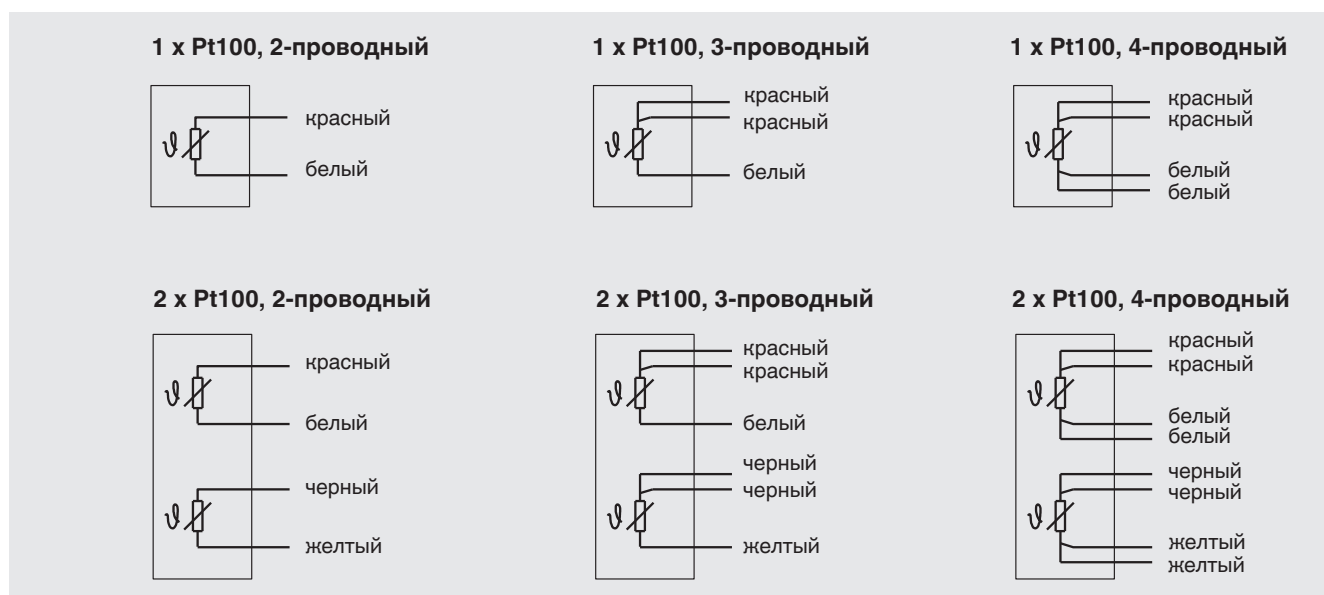 1 x Pt100, 2-проводный
ϑ
красный
белый
1 x Pt100, 3-проводный
ϑ
красный
красный
белый
1 x Pt100, 4-проводный
ϑ
красный
красный
белый
белый
2 x Pt100, 2-проводный
ϑ
красный
белый
ϑ
черный
желтый
2 x Pt100, 3-проводный
ϑ
красный
красный
белый
ϑ
черный
черный
желтый
2 x Pt100, 4-проводный
ϑ
красный
красный
белый
белый
ϑ
черный
черный
желтый
желтый